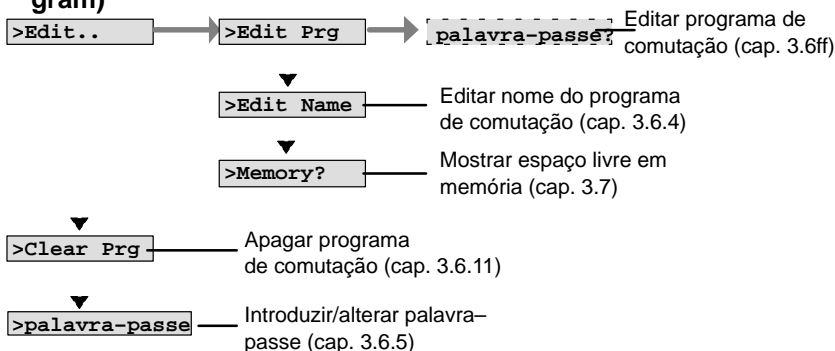 gram)
>Edit.. >Edit Prg palavra-passe? Editar programa de
comutação (cap. 3.6ff)
>Edit Name Editar nome do programa
de comutação (cap. 3.6.4)
>Memory? Mostrar espaço livre em
memória (cap. 3.7)
>Clear Prg Apagar programa
de comutação (cap. 3.6.11)
>palavra-passe Introduzir/alterar palavra–
passe (cap. 3.6.5)